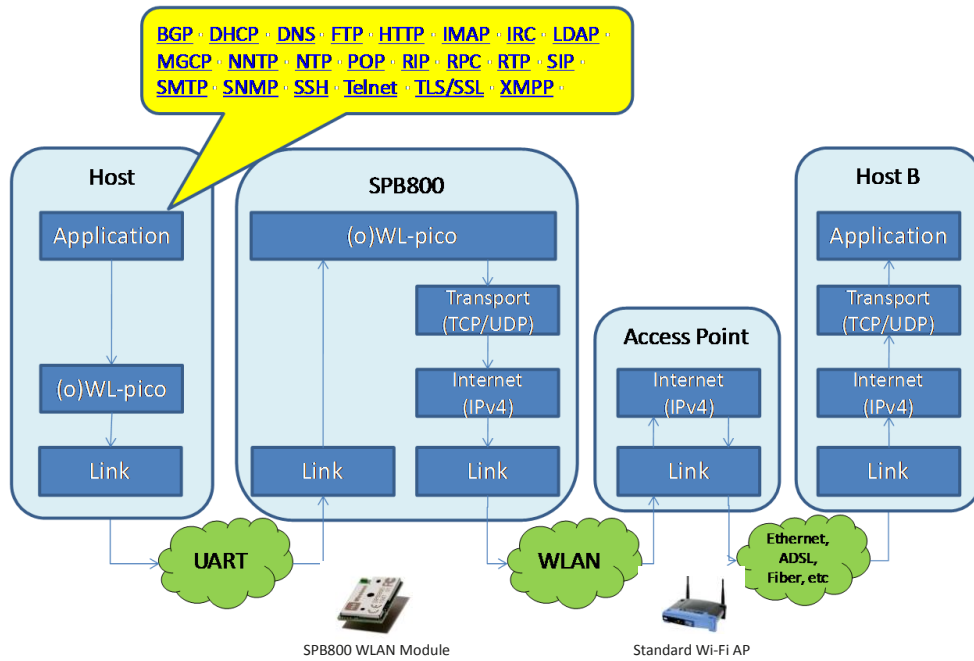 BGP · DHCP · DNS · FTP · HTTP · IMAP · IRC · LDAP ·
MGCP · NNTP · NTP · POP · RIP · RPC · RTP · SIP ·
SMTP · SNMP · SSH · Telnet · TLS/SSL · XMPP ·
Host
Application
(o)WL-pico
Link
UART
SPB800
(o)WL-pico
Transport
(TCP/UDP)
Internet
(IPv4)
Link
Link
WLAN
Access Point
Internet
(IPv4)
Link
Ethernet,
ADSL,
Fiber, etc
Host B
Application
Transport
(TCP/UDP)
Internet
(IPv4)
Link
SPB800 WLAN Module
Standard Wi-Fi AP